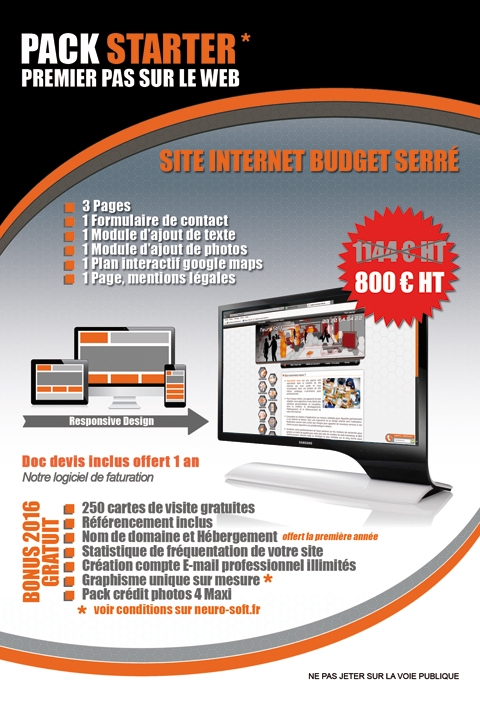 PACK STARTER *
PREMIER PAS SUR LE WEB
SITE INTERNET BUDGET SERRÉ
3 Pages
1 Formulaire de contact
1 Module d'ajout de texte
1 Module d'ajout de photos
1 Plan interactif google maps
1 Page, mentions légales
1144 € HT
800 € HT
Responsive Design
SAMSUNG
Doc devis inclus offert 1 an
Notre logiciel de faturation
BONUS 2016
GRATUIT
250 cartes de visite gratuites
Référencement inclus
Nom de domaine et Hébergement offert la première année
Statistique de fréquentation de votre site
Création compte E-mail professionnel illimités
Graphisme unique sur mesure *
Pack crédit photos 4 Maxi
* voir conditions sur neuro-soft.fr
NE PAS JETER SUR LA VOIE PUBLIQUE